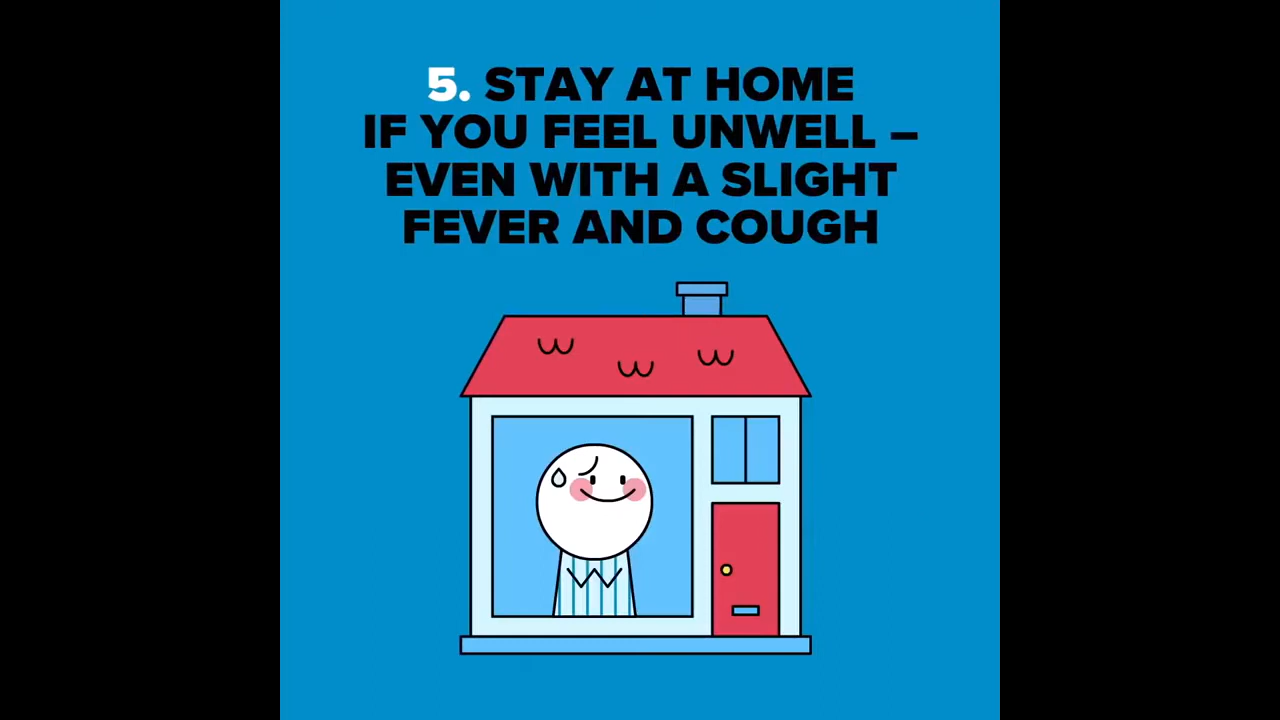 5. STAY AT HOME
IF YOU FEEL UNWELL –
EVEN WITH A SLIGHT
FEVER AND COUGH